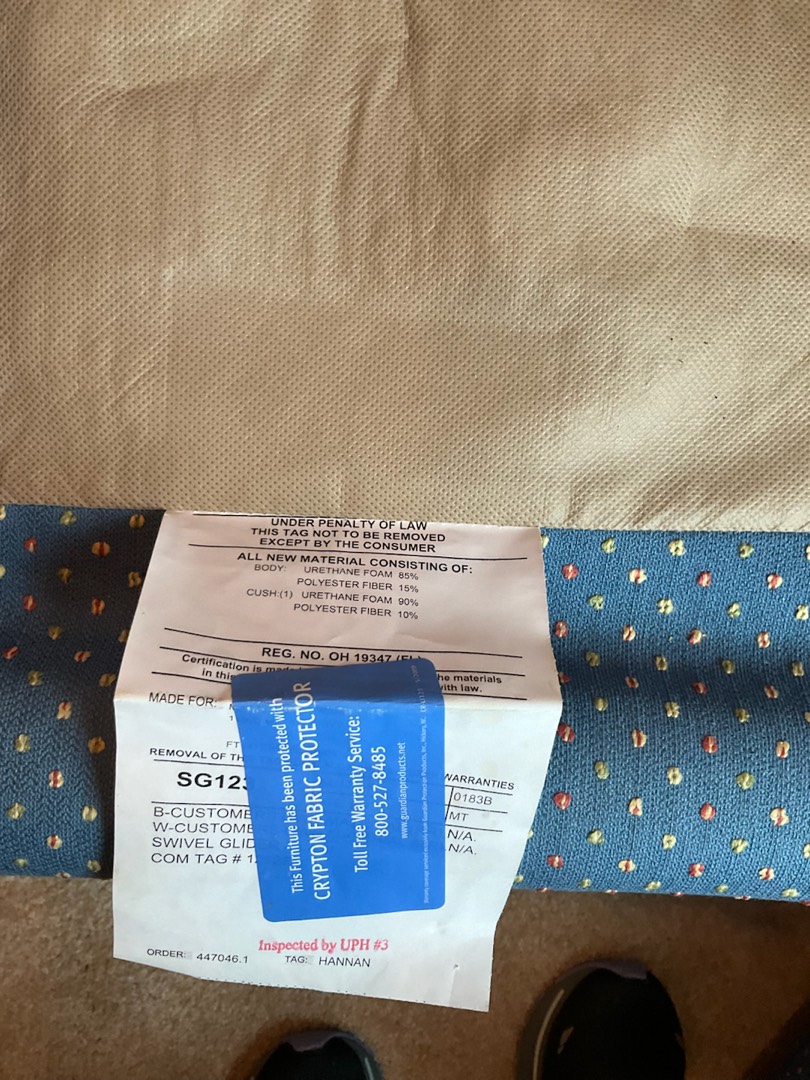 UNDER PENALTY OF LAW
THIS TAG NOT TO BE REMOVED
EXCEPT BY THE CONSUMER
ALL NEW MATERIAL CONSISTING OF:
BODY: URETHANE FOAM 85%
POLYESTER FIBER 15%
CUSH:(1) URETHANE FOAM 90%
POLYESTER FIBER 10%
REG. NO. OH 19347
Certification is made
in this he materials
with law.
MADE FOR:
FT
REMOVAL OF TH WARRANTIES
SG123
0183B
B-CUSTOME MT
W-CUSTOME N/A.
SWIVEL GLID N/A.
COM TAG # 1
This Furniture has been protected with
CRYPTON FABRIC PROTECTOR
Toll Free Warranty Service:
800-527-8485
www.guardianproducts.net
Inspected by UPH #3
ORDER: 447046.1 TAG: HANNAN